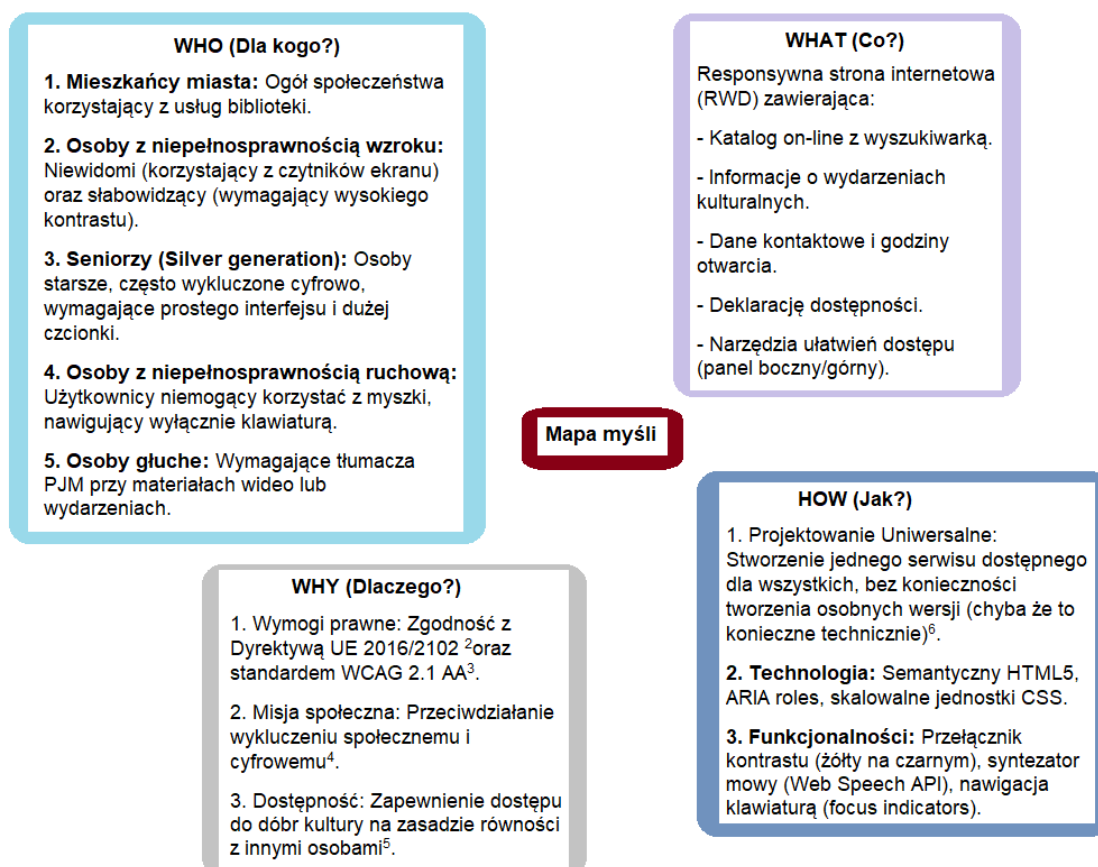 WHO (Dla kogo?)
1. Mieszkańcy miasta: Ogół społeczeństwa
korzystający z usług biblioteki.
2. Osoby z niepełnosprawnością wzroku:
Niewidomi (korzystający z czytników ekranu)
oraz słabowidzący (wymagający wysokiego
kontrastu).
3. Seniorzy (Silver generation): Osoby
starsze, często wykluczone cyfrowo,
wymagające prostego interfejsu i dużej
czcionki.
4. Osoby z niepełnosprawnością ruchową:
Użytkownicy niemogący korzystać z myszki,
nawigujący wyłącznie klawiaturą.
5. Osoby głuche: Wymagające tłumacza
PJM przy materiałach wideo lub
wydarzeniach.
WHAT (Co?)
Responsywna strona internetowa
(RWD) zawierająca:
- Katalog on-line z wyszukiwarką.
- Informacje o wydarzeniach
kulturalnych.
- Dane kontaktowe i godziny
otwarcia.
- Deklarację dostępności.
- Narzędzia ułatwień dostępu
(panel boczny/górny).
Mapa myśli
WHY (Dlaczego?)
1. Wymogi prawne: Zgodność z
Dyrektywą UE 2016/2102 ²oraz
standardem WCAG 2.1 AA³.
2. Misja społeczna: Przeciwdziałanie
wykluczeniu społecznemu i
cyfrowemu⁴.
3. Dostępność: Zapewnienie dostępu
do dóbr kultury na zasadzie równości
z innymi osobami⁵.
HOW (Jak?)
1. Projektowanie Uniwersalne:
Stworzenie jednego serwisu dostępnego
dla wszystkich, bez konieczności
tworzenia osobnych wersji (chyba że to
konieczne technicznie)⁶.
2. Technologia: Semantyczny HTML5,
ARIA roles, skalowalne jednostki CSS.
3. Funkcjonalności: Przełącznik
kontrastu (żółty na czarnym), syntezator
mowy (Web Speech API), nawigacja
klawiaturą (focus indicators).